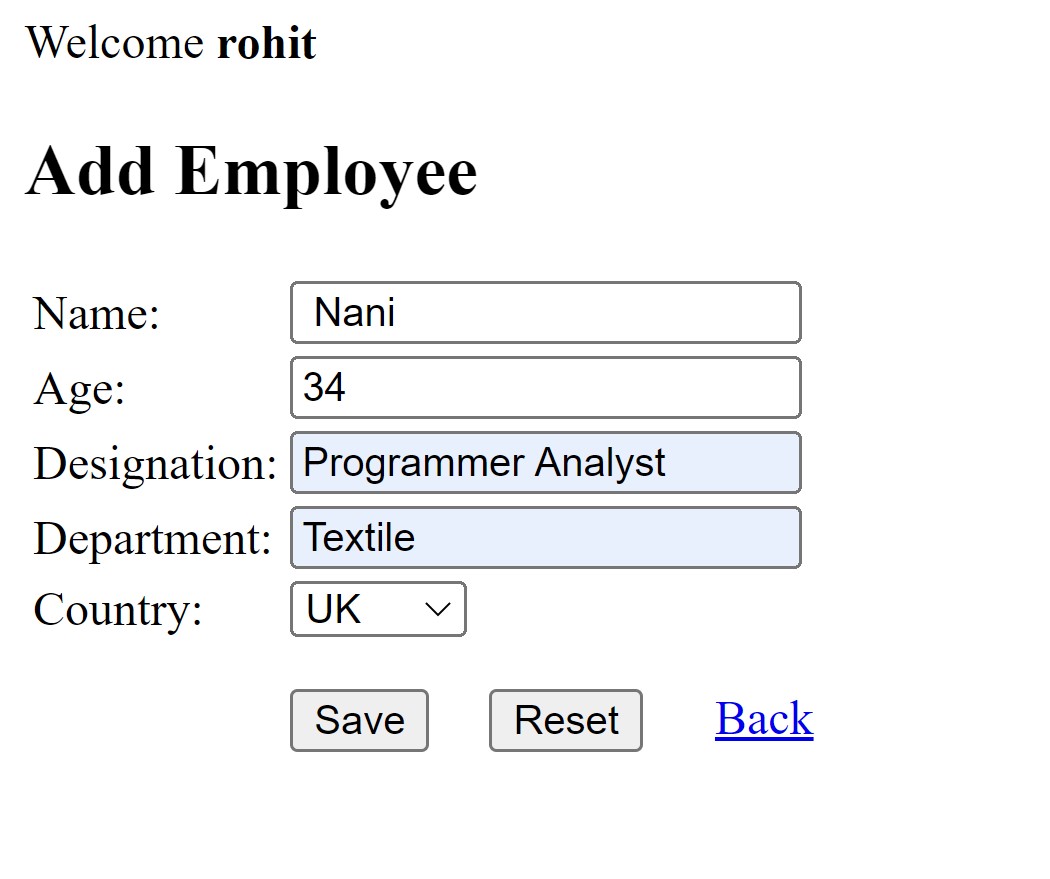 Welcome rohit
Add Employee
Name: Nani
Age: 34
Designation: Programmer Analyst
Department: Textile
Country: UK
Save Reset Back